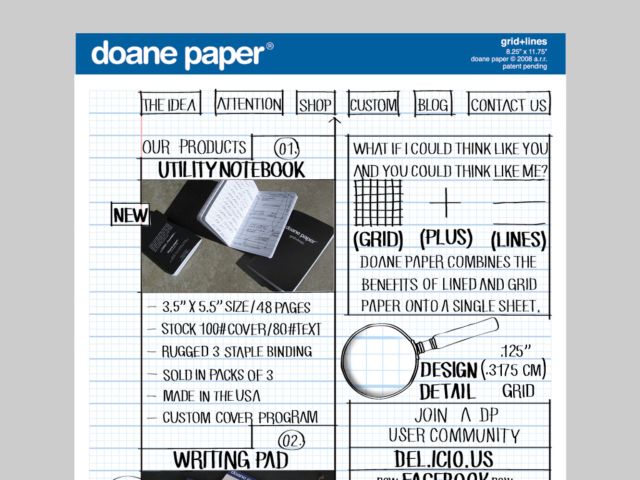 doane paper®
grid+lines
8.25" x 11.75"
doane paper © 2008 a.r.r.
patent pending
THE IDEA
ATTENTION
SHOP
CUSTOM
BLOG
CONTACT US
OUR PRODUCTS 01.
UTILITY NOTEBOOK
NEW
doane paper
- 3.5" X 5.5" SIZE/48 PAGES
- STOCK 100# COVER/80# TEXT
- RUGGED 3 STAPLE BINDING
- SOLD IN PACKS OF 3
- MADE IN THE USA
- CUSTOM COVER PROGRAM
02.
WRITING PAD
WHAT IF I COULD THINK LIKE YOU
AND YOU COULD THINK LIKE ME?
(GRID) (PLUS) (LINES)
DOANE PAPER COMBINES THE
BENEFITS OF LINED AND GRID
PAPER ONTO A SINGLE SHEET.
.125"
DESIGN (.3175 CM)
DETAIL GRID
JOIN A DP
USER COMMUNITY
DEL.ICIO.US
FACEBOOK